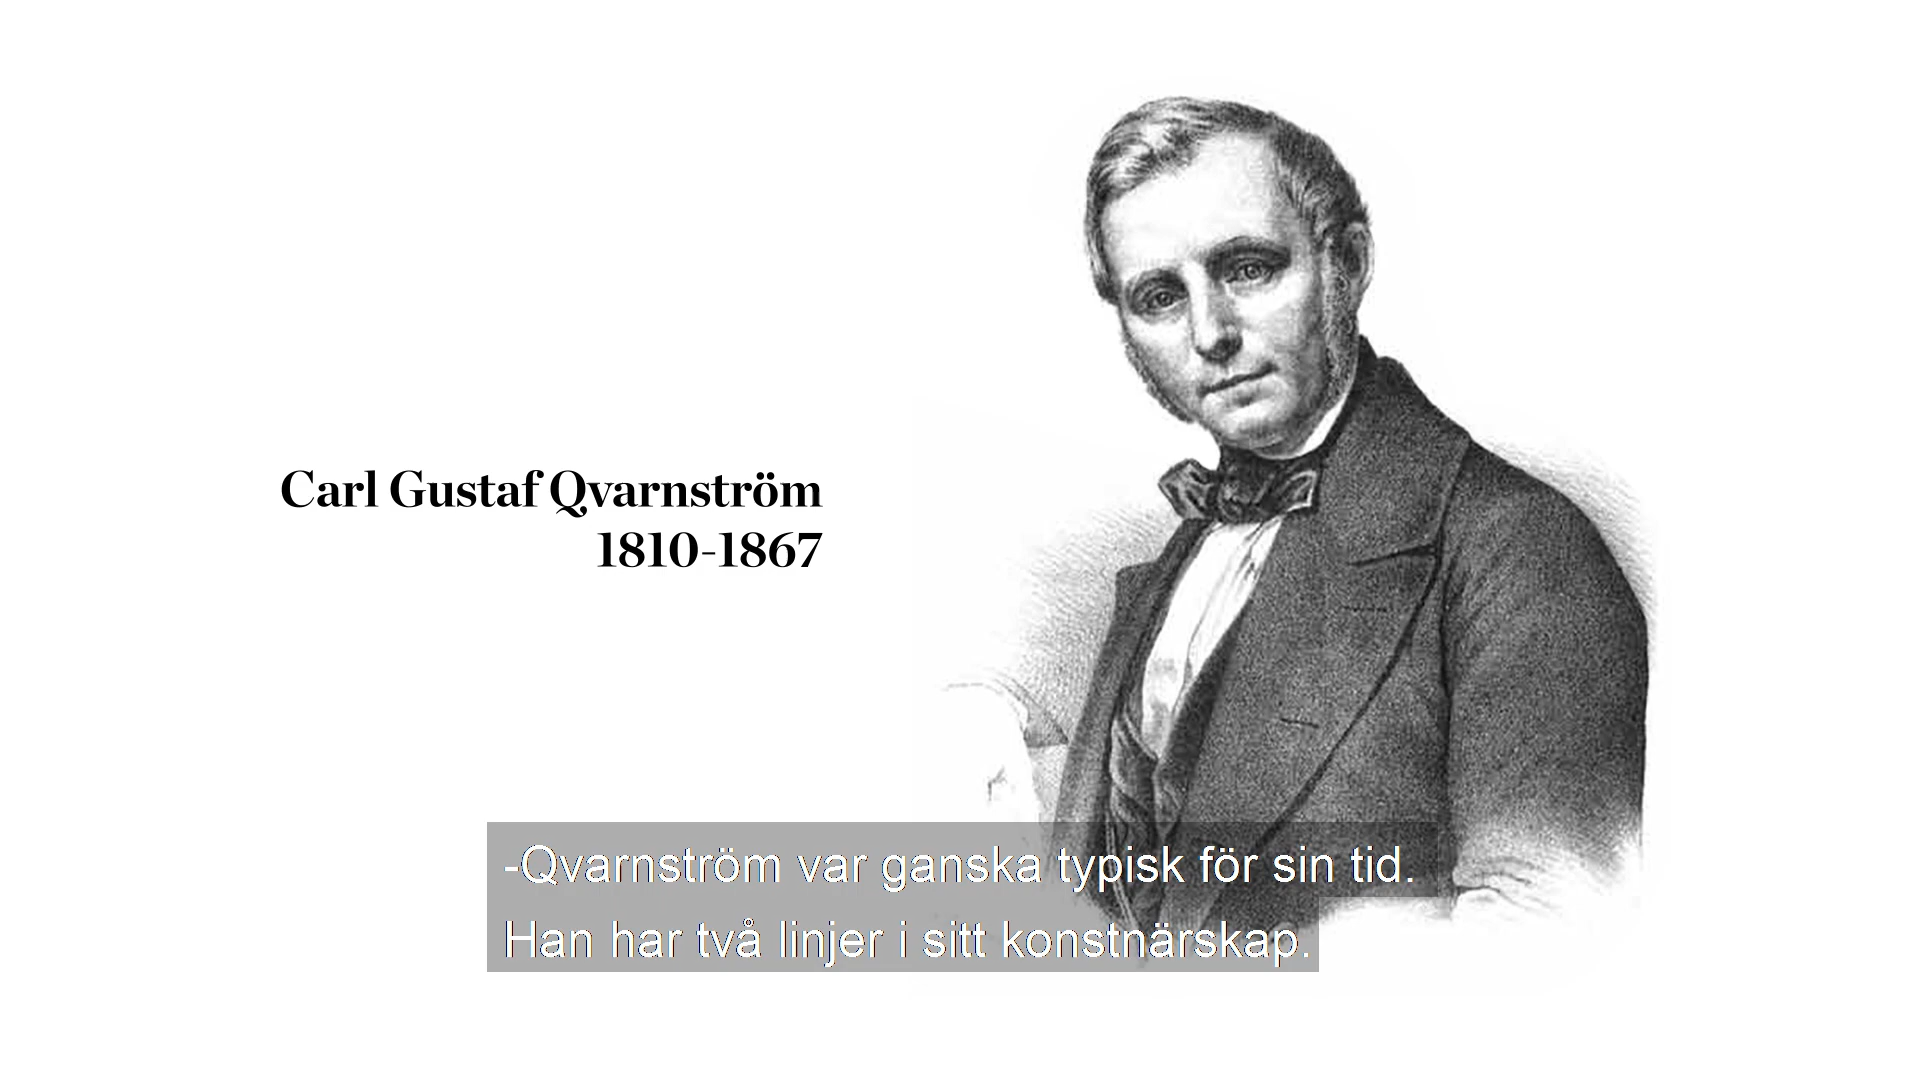 Carl Gustaf Qvarnström
1810-1867
-Qvarnström var ganska typisk för sin tid.
Han har två linjer i sitt konstnärskap.